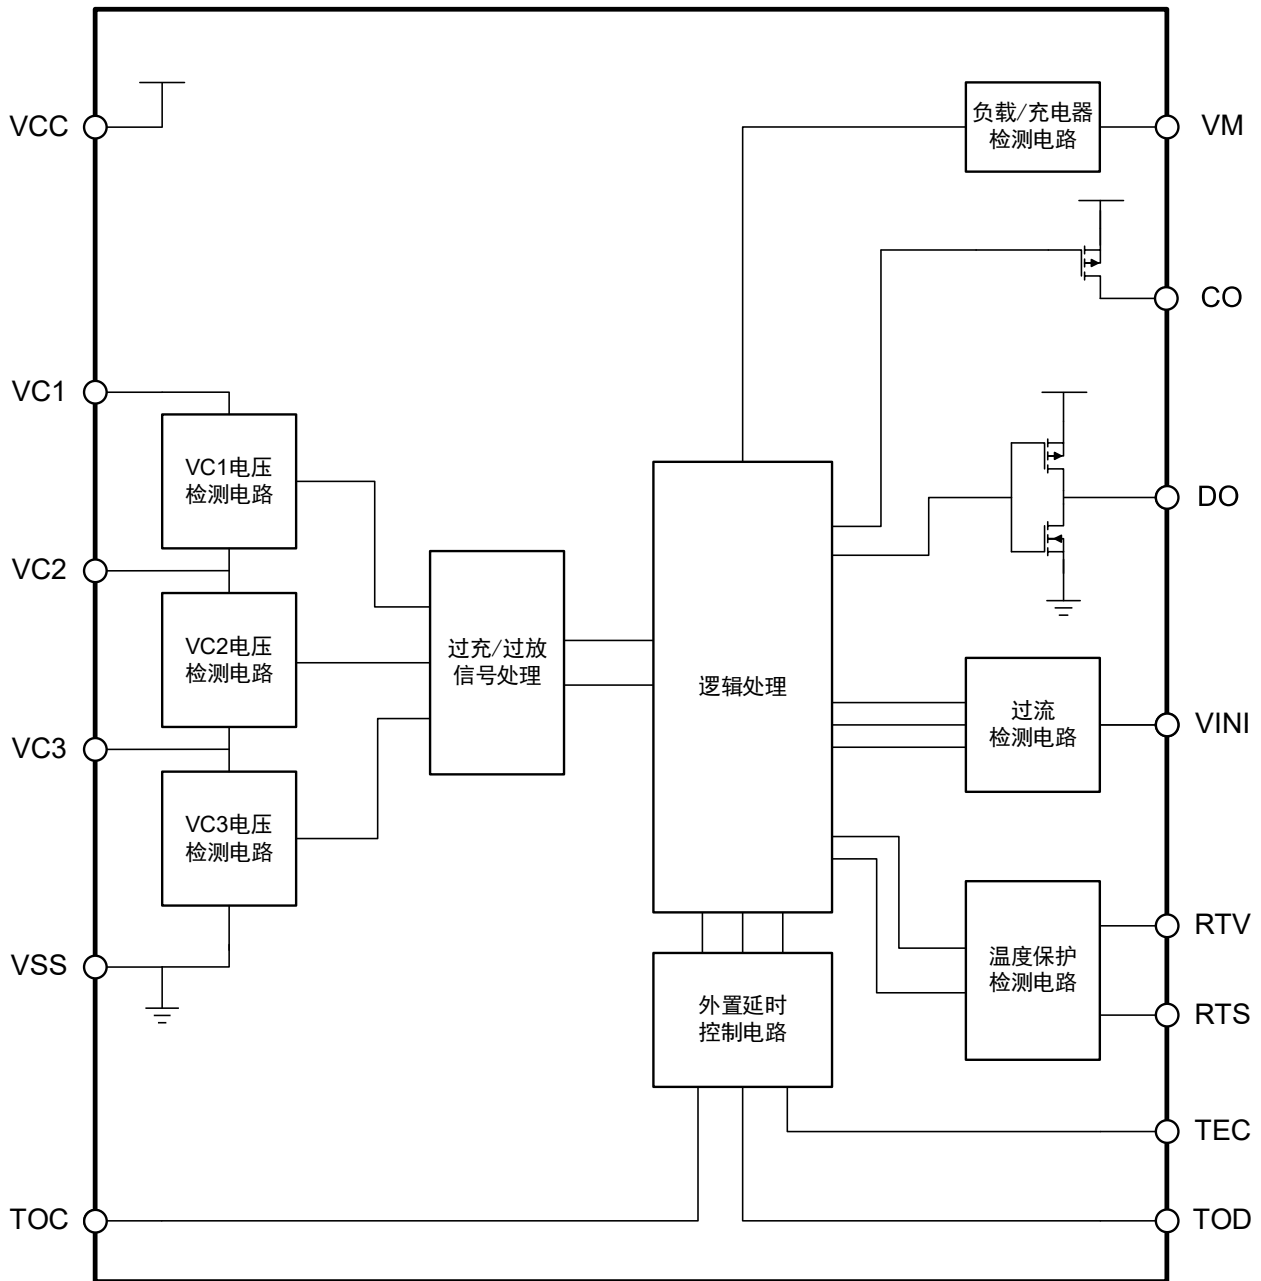 VCC
负载/充电器
检测电路
VM
CO
VC1
VC1电压
检测电路
DO
VC2
VC2电压
检测电路
过充/过放
信号处理
逻辑处理
过流
检测电路
VINI
VC3
VC3电压
检测电路
RTV
温度保护
检测电路
VSS
外置延时
控制电路
RTS
TEC
TOC
TOD